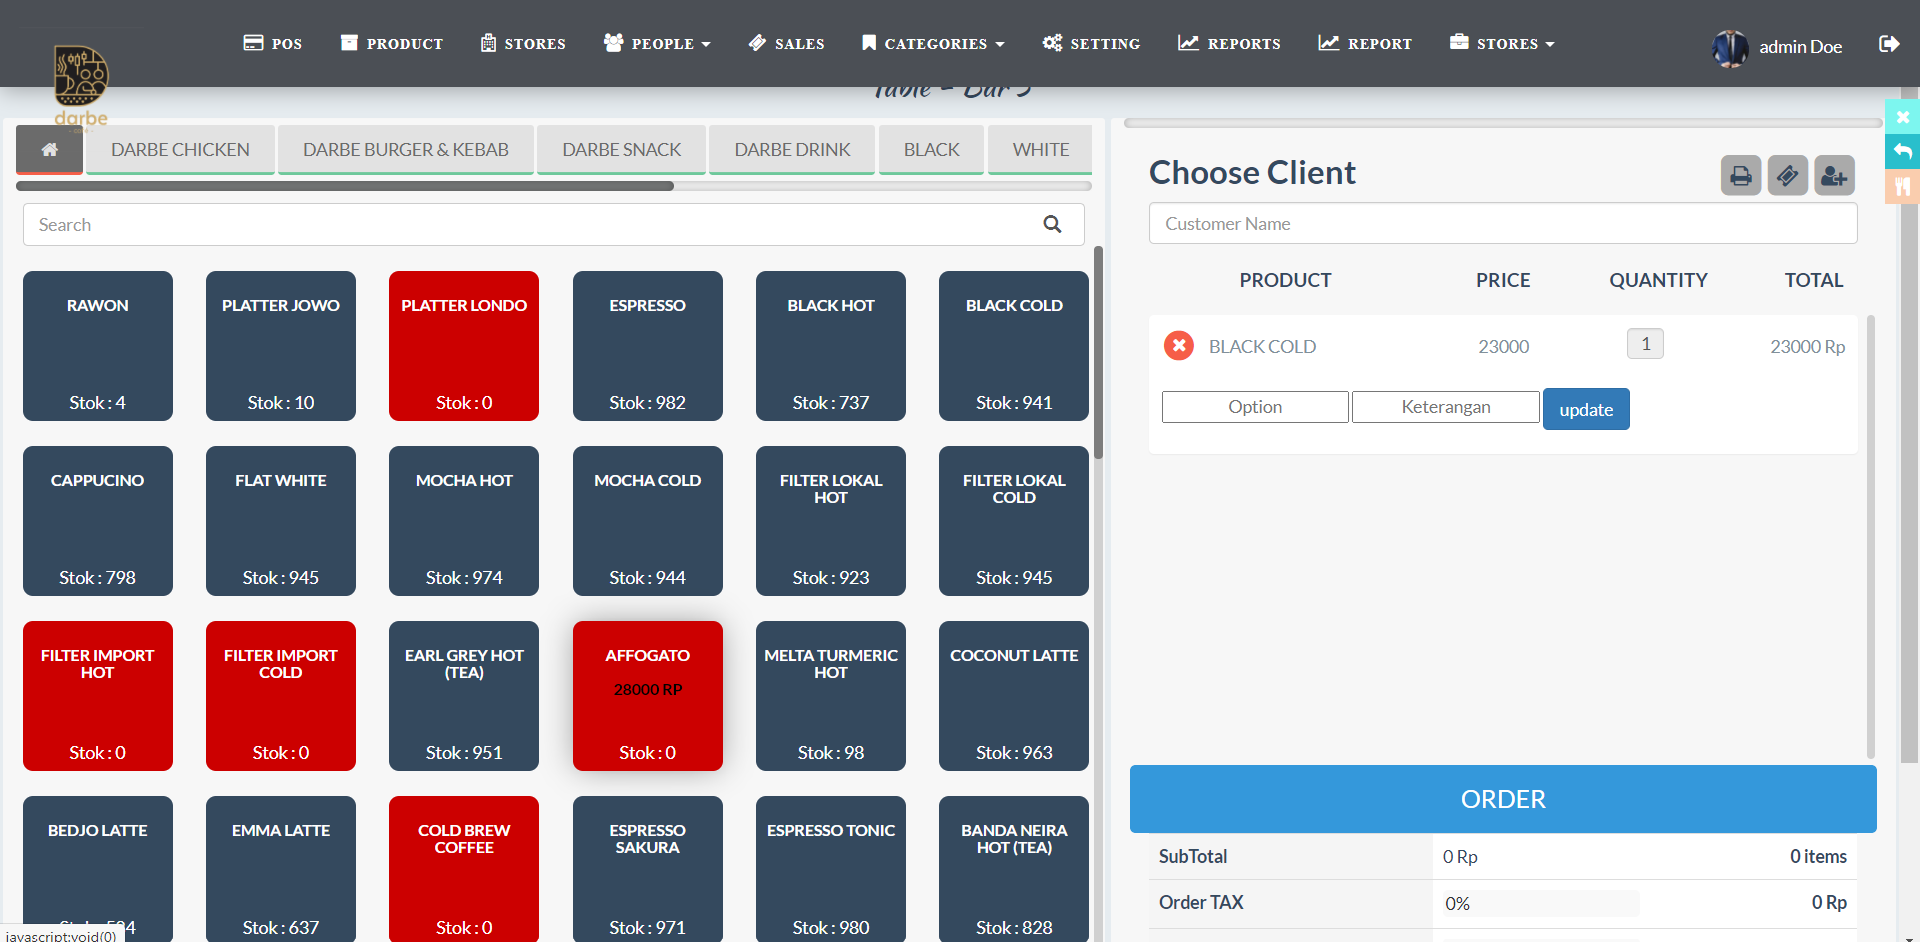 POS
PRODUCT
STORES
PEOPLE
SALES
CATEGORIES
SETTING
REPORTS
REPORT
STORES
admin Doe
darbe
Table - Bar 5
DARBE CHICKEN
DARBE BURGER & KEBAB
DARBE SNACK
DARBE DRINK
BLACK
WHITE
Search
RAWON
Stok : 4
PLATTER JOWO
Stok : 10
PLATTER LONDO
Stok : 0
ESPRESSO
Stok : 982
BLACK HOT
Stok : 737
BLACK COLD
Stok : 941
CAPPUCINO
Stok : 798
FLAT WHITE
Stok : 945
MOCHA HOT
Stok : 974
MOCHA COLD
Stok : 944
FILTER LOKAL
HOT
Stok : 923
FILTER LOKAL
COLD
Stok : 945
FILTER IMPORT
HOT
Stok : 0
FILTER IMPORT
COLD
Stok : 0
EARL GREY HOT
(TEA)
Stok : 951
AFFOGATO
28000 RP
Stok : 0
MELTA TURMERIC
HOT
Stok : 98
COCONUT LATTE
Stok : 963
BEDJO LATTE
EMMA LATTE
Stok : 637
COLD BREW
COFFEE
Stok : 0
ESPRESSO
SAKURA
Stok : 971
ESPRESSO TONIC
Stok : 980
BANDA NEIRA
HOT (TEA)
Stok : 828
javascript:void(0)
Choose Client
Customer Name
PRODUCT PRICE QUANTITY TOTAL
BLACK COLD 23000 1 23000 Rp
Option Keterangan update
ORDER
SubTotal 0 Rp 0 items
Order TAX 0% 0 Rp